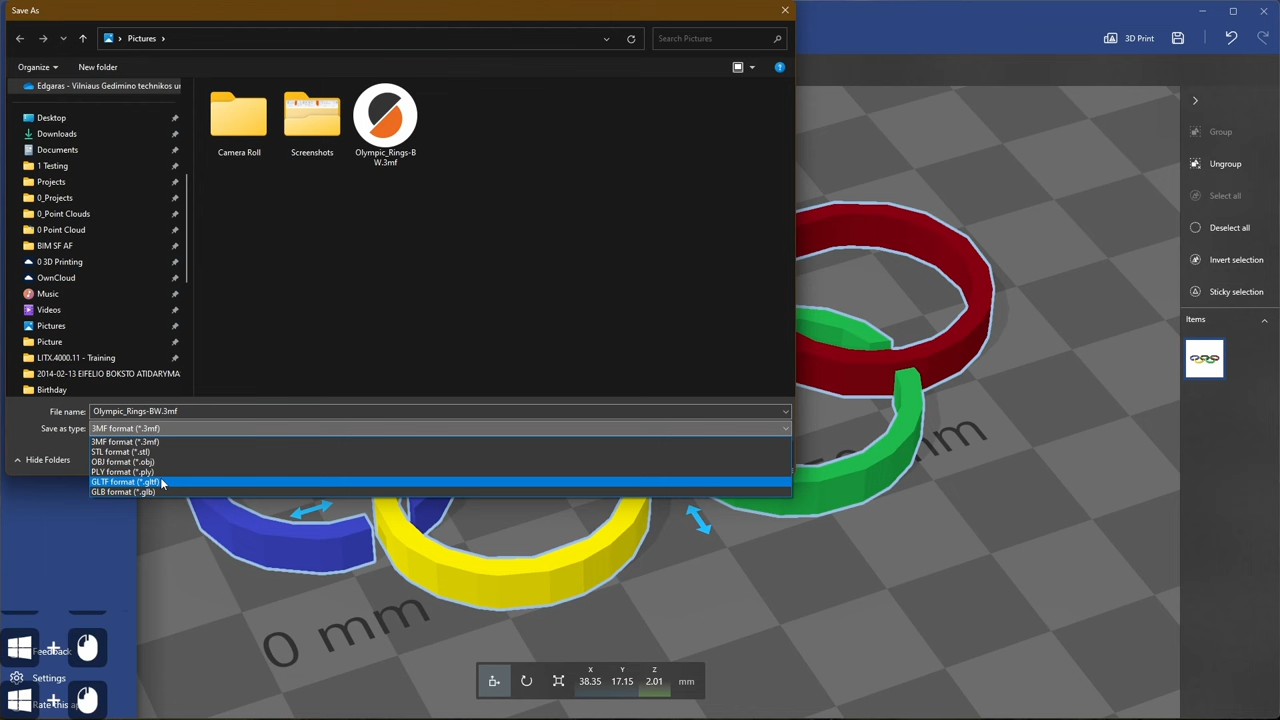 Save As
Pictures
Search Pictures
3D Print
Organize
New folder
Edgaras - Vilniaus Gedimino technikos un
Desktop
Downloads
Documents
1 Testing
Projects
0_Projects
0_Point Clouds
0 Point Cloud
BIM SF AF
0 3D Printing
OwnCloud
Music
Videos
Pictures
Picture
LITX.4000.11 - Training
2014-02-13 EIFELIO BOKSTO ATIDARYMA
Birthday
Camera Roll
Screenshots
Olympic_Rings-B
W.3mf
Group
Ungroup
Select all
Deselect all
Invert selection
Sticky selection
Items
File name:
Olympic_Rings-BW.3mf
Save as type:
3MF format (*.3mf)
3MF format (*.3mf)
STL format (*.stl)
OBJ format (*.obj)
PLY format (*.ply)
GLTF format (*.gltf)
GLB format (*.glb)
Hide Folders
0 mm
mm
Feedback
Settings
Rate this ap
X
Y
Z
38.35
17.15
2.01
mm